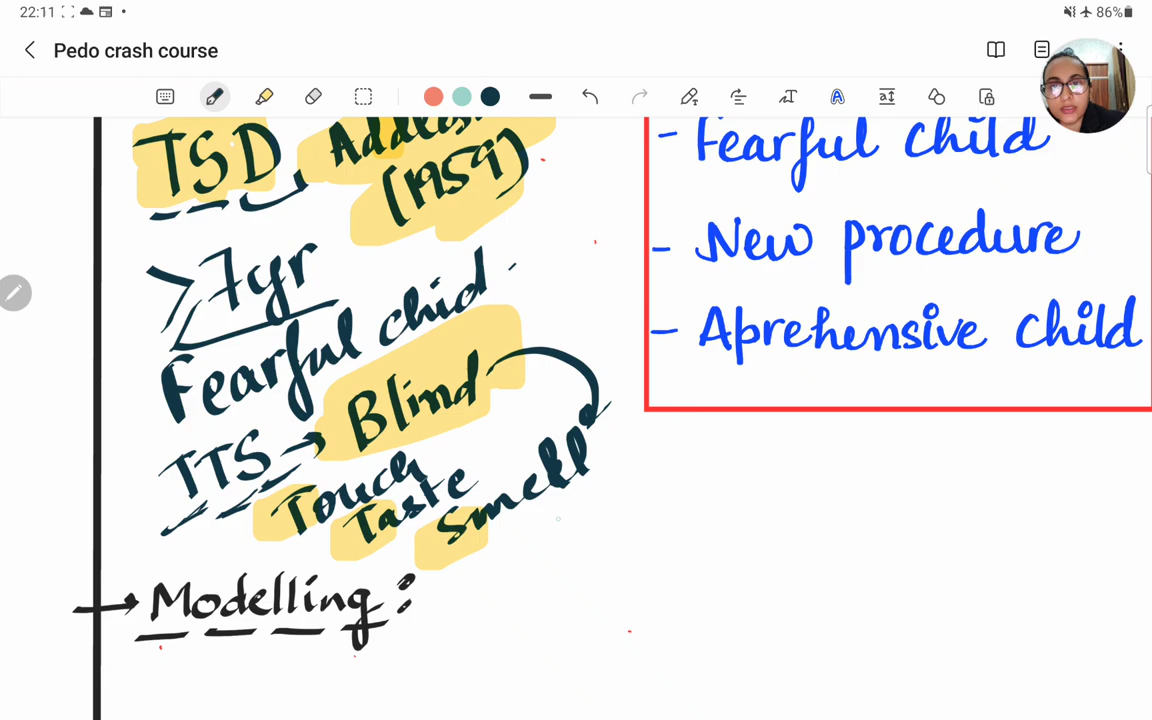 22:11
86%
Pedo crash course
TSD Addleson
(1959)
>7yr
Fearful chid
TTS → Blind
Touch
Taste
Smell
→ Modelling:
- Fearful child
- New procedure
- Aprehensive child